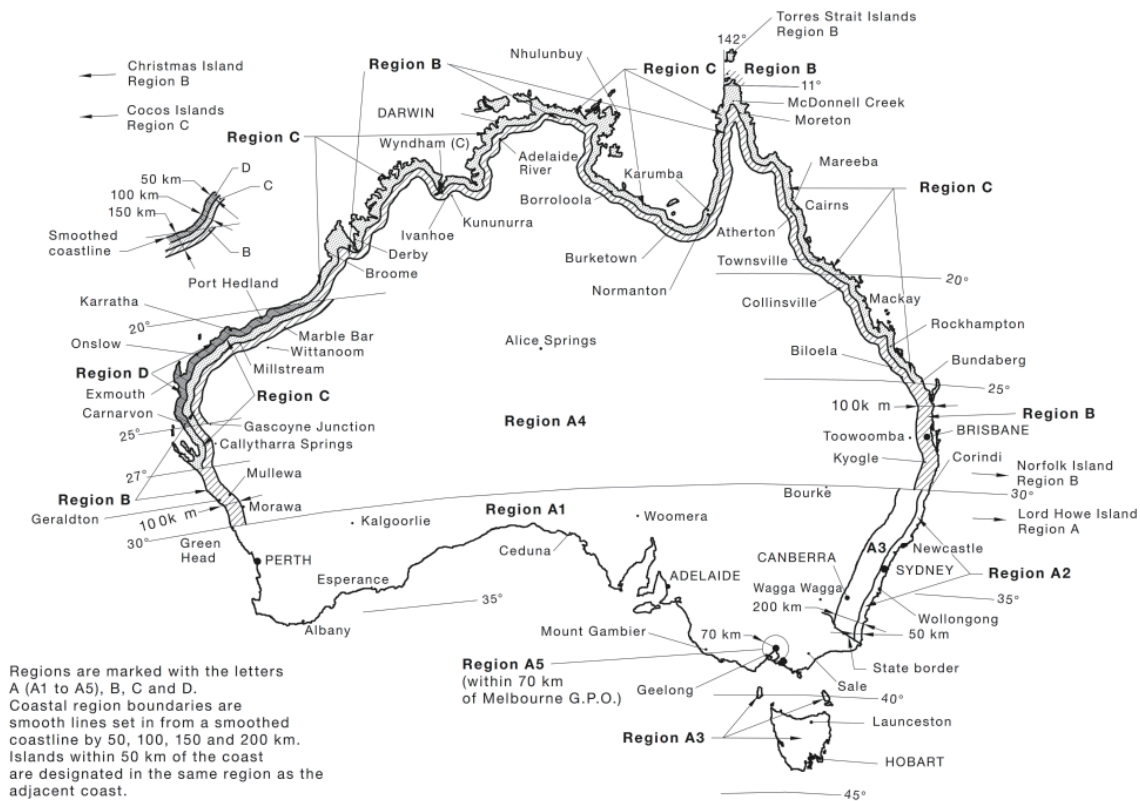 Torres Strait Islands
Region B
142°
Nhulunbuy
Christmas Island
Region B
Region B
Region C
Region B
11°
Cocos Islands
Region C
DARWIN
McDonnell Creek
Moreton
Region C
Wyndham (C)
Adelaide
River
Mareeba
D
50 km
C
100 km
150 km
Karumba
Region C
Borroloola
Cairns
Kununurra
Atherton
Smoothed
coastline
B
Ivanhoe
Derby
Burketown
Townsville
Broome
Port Hedland
Normanton
20°
Collinsville
Mackay
Karratha
20°
Marble Bar
Wittanoom
Alice Springs
Rockhampton
Onslow
Millstream
Biloela
Bundaberg
Region D
Exmouth
Region C
25°
Carnarvon
100k m
Region B
25°
Gascoyne Junction
Region A4
BRISBANE
Callytharra Springs
Toowoomba
Kyogle
Corindi
27°
Mullewa
Norfolk Island
Region B
Region B
Bourke
30°
Geraldton
100k m
Morawa
Region A1
Lord Howe Island
Region A
30°
Kalgoorlie
Woomera
Green
Head
Ceduna
A3
Newcastle
PERTH
CANBERRA
SYDNEY
Esperance
ADELAIDE
Region A2
Wagga Wagga
35°
35°
200 km
Wollongong
Albany
Mount Gambier
70 km
50 km
Region A5
(within 70 km
of Melbourne G.P.O.)
State border
Geelong
Sale
40°
Launceston
Region A3
HOBART
45°
Regions are marked with the letters
A (A1 to A5), B, C and D.
Coastal region boundaries are
smooth lines set in from a smoothed
coastline by 50, 100, 150 and 200 km.
Islands within 50 km of the coast
are designated in the same region as the
adjacent coast.